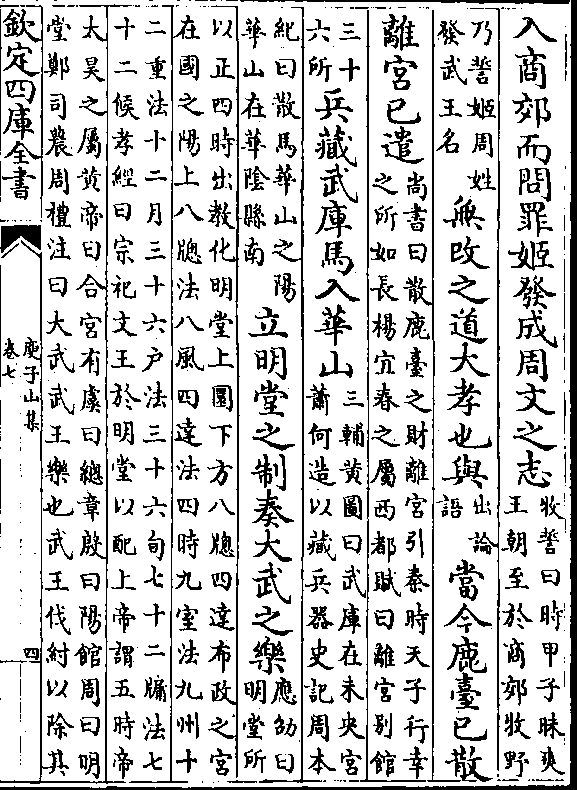 入商郊而問罪姬發成周文之志
牧誓曰時甲子昧爽
王朝至於商郊牧野
乃誓姬周姓
發武王名
無改之道大孝也與
出論
語
當今鹿臺已散
離宮已遣
尚書曰散鹿臺之財離宮引秦時天子行幸
之所如長楊宜春之屬西都賦曰離宮別館
三十
六所
兵藏武庫馬入華山
三輔黄圖曰武庫在未央宮
蕭何造以藏兵器史記周本
紀曰散馬華山之陽
華山在華陰縣南
立明堂之制奏大武之樂
應劭曰
明堂所
以正四時出教化明堂上圓下方八牕四達布政之宮
在國之陽上八牕法八風四達法四時九室法九州十
二重法十二月三十六户法三十六旬七十二牖法七
十二候孝經曰宗祀文王於明堂以配上帝謂五時帝
太昊之屬黄帝曰合宮有虞曰總章殷曰陽館周曰明
堂鄭司農周禮注曰大武武王樂也武王伐紂以除其
欽定四庫全書
庾子山集
卷七
四